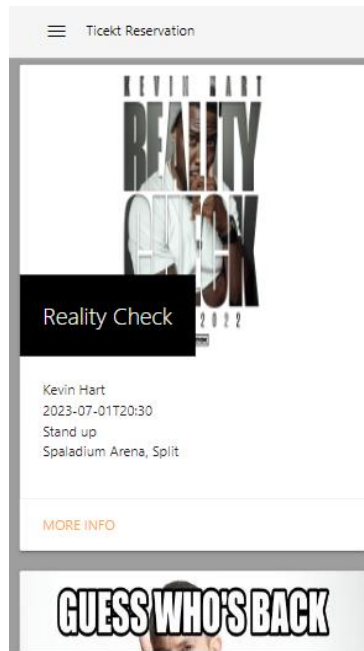 Ticekt Reservation
KEVIN HART
REALITY
CHECK
2022
Reality Check
Kevin Hart
2023-07-01T20:30
Stand up
Spaladium Arena, Split
MORE INFO
GUESS WHO'S BACK